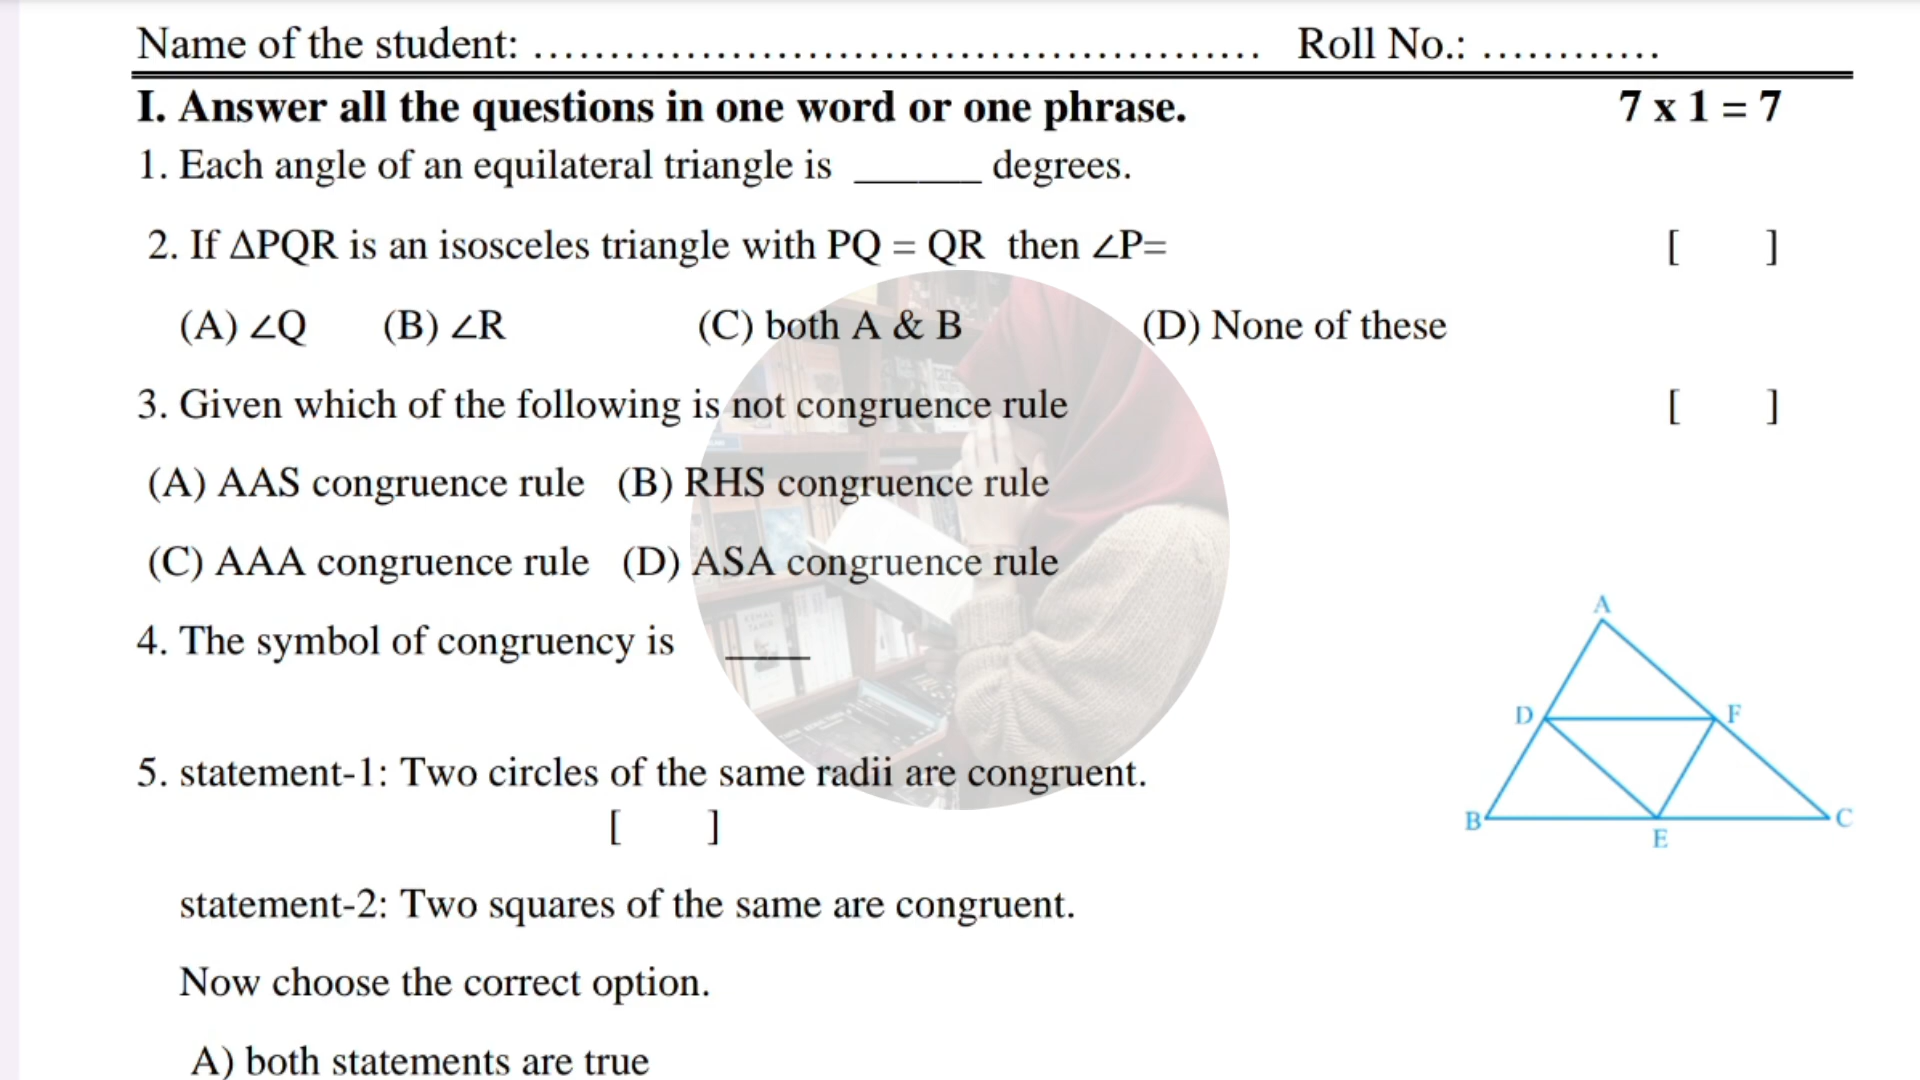 Name of the student: ................................................ Roll No.: ............
I. Answer all the questions in one word or one phrase. 7 x 1 = 7
1. Each angle of an equilateral triangle is ______ degrees.
2. If ΔPQR is an isosceles triangle with PQ = QR then ∠P= [ ]
(A) ∠Q (B) ∠R (C) both A & B (D) None of these
3. Given which of the following is not congruence rule [ ]
(A) AAS congruence rule (B) RHS congruence rule
(C) AAA congruence rule (D) ASA congruence rule
4. The symbol of congruency is ____
A
D F
B C
E
5. statement-1: Two circles of the same radii are congruent.
[ ]
statement-2: Two squares of the same are congruent.
Now choose the correct option.
A) both statements are true